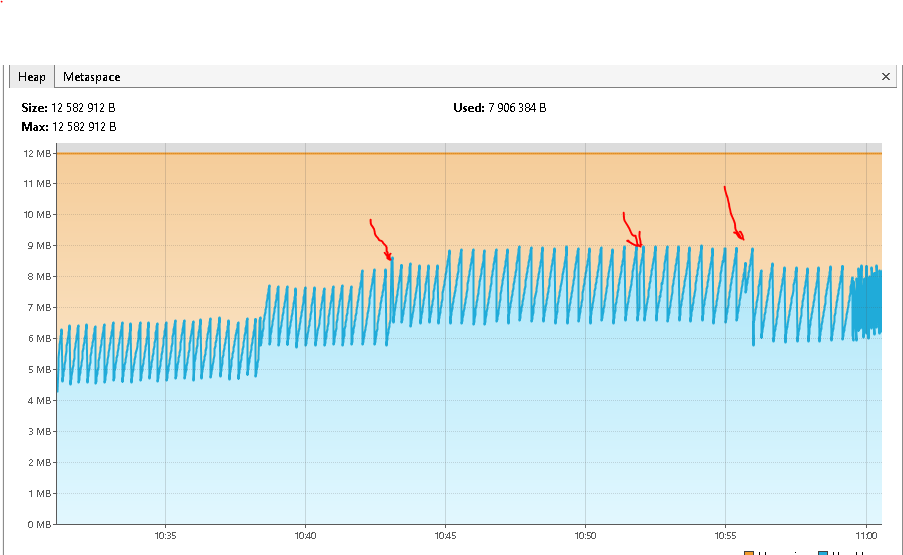 Heap Metaspace ×
Size: 12 582 912 B Used: 7 906 384 B
Max: 12 582 912 B
12 MB
11 MB
10 MB
9 MB
8 MB
7 MB
6 MB
5 MB
4 MB
3 MB
2 MB
1 MB
0 MB
10:35 10:40 10:45 10:50 10:55 11:00